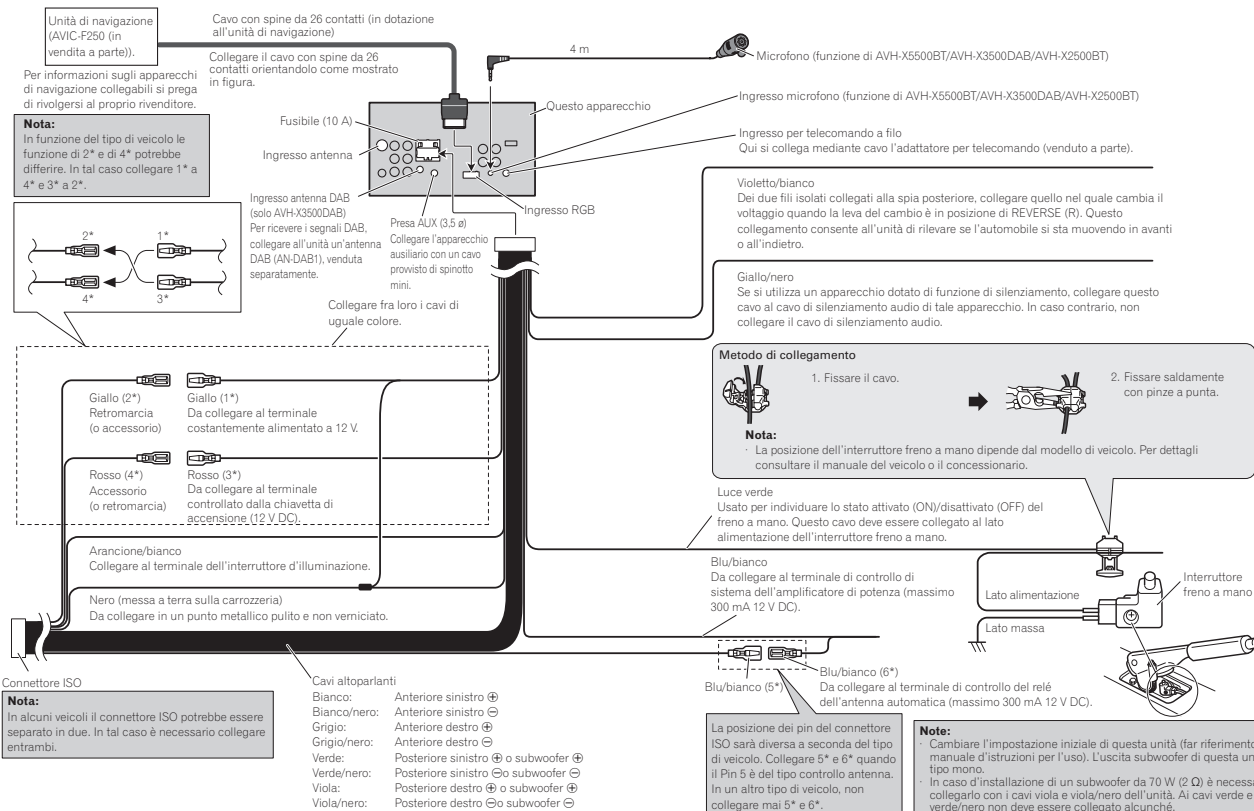 Unità di navigazione
(AVIC-F250 (in
vendita a parte)).
Cavo con spine da 26 contatti (in dotazione
all'unità di navigazione)
Collegare il cavo con spine da 26
contatti orientandolo come mostrato
in figura.
Per informazioni sugli apparecchi
di navigazione collegabili si prega
di rivolgersi al proprio rivenditore.
Nota:
In funzione del tipo di veicolo le
funzione di 2* e di 4* potrebbe
differire. In tal caso collegare 1* a
4* e 3* a 2*.
2*
1*
4*
3*
4 m
Microfono (funzione di AVH-X5500BT/AVH-X3500DAB/AVH-X2500BT)
Questo apparecchio
Ingresso microfono (funzione di AVH-X5500BT/AVH-X3500DAB/AVH-X2500BT)
Fusibile (10 A)
Ingresso antenna
Ingresso per telecomando a filo
Qui si collega mediante cavo l'adattatore per telecomando (venduto a parte).
Ingresso antenna DAB
(solo AVH-X3500DAB)
Per ricevere i segnali DAB,
collegare all'unità un'antenna
DAB (AN-DAB1), venduta
separatamente.
Presa AUX (3,5 ø)
Collegare l'apparecchio
ausiliario con un cavo
provisto di spinotto
mini.
Ingresso RGB
Violetto/bianco
Dei due fili isolati collegati alla spia posteriore, collegare quello nel quale cambia il
voltaggio quando la leva del cambio è in posizione di REVERSE (R). Questo
collegamento consente all'unità di rilevare se l'automobile si sta muovendo in avanti
o all'indietro.
Giallo/nero
Se si utilizza un apparecchio dotato di funzione di silenziamento, collegare questo
cavo al cavo di silenziamento audio di tale apparecchio. In caso contrario, non
collegare il cavo di silenziamento audio.
Collegare fra loro i cavi di
uguale colore.
Giallo (2*)
Retromarcia
(o accessorio)
Giallo (1*)
Da collegare al terminale
costantemente alimentato a 12 V.
Rosso (4*)
Accessorio
(o retromarcia)
Rosso (3*)
Da collegare al terminale
controllato dalla chiavetta di
accensione (12 V DC).
Arancione/bianco
Collegare al terminale dell'interruttore d'illuminazione.
Nero (messa a terra sulla carrozzeria)
Da collegare in un punto metallico pulito e non verniciato.
Metodo di collegamento
1. Fissare il cavo.
2. Fissare saldamente
con pinze a punta.
Nota:
· La posizione dell'interruttore freno a mano dipende dal modello di veicolo. Per dettagli
consultare il manuale del veicolo o il concessionario.
Luce verde
Usato per individuare lo stato attivato (ON)/disattivato (OFF) del
freno a mano. Questo cavo deve essere collegato al lato
alimentazione dell'interruttore freno a mano.
Blu/bianco
Da collegare al terminale di controllo di
sistema dell'amplificatore di potenza (massimo
300 mA 12 V DC).
Lato alimentazione
Interruttore
freno a mano
Lato massa
Blu/bianco (5*)
Blu/bianco (6*)
Da collegare al terminale di controllo del relé
dell'antenna automatica (massimo 300 mA 12 V DC).
Connettore ISO
Nota:
In alcuni veicoli il connettore ISO potrebbe essere
separato in due. In tal caso è necessario collegare
entrambi.
Cavi altoparlanti
Bianco: Anteriore sinistro ⊕
Bianco/nero: Anteriore sinistro ⊖
Grigio: Anteriore destro ⊕
Grigio/nero: Anteriore destro ⊖
Verde: Posteriore sinistro ⊕ o subwoofer ⊕
Verde/nero: Posteriore sinistro ⊖o subwoofer ⊖
Viola: Posteriore destro ⊕ o subwoofer ⊕
Viola/nero: Posteriore destro ⊖o subwoofer ⊖
La posizione dei pin del connettore
ISO sarà diversa a seconda del tipo
di veicolo. Collegare 5* e 6* quando
il Pin 5 è del tipo controllo antenna.
In un altro tipo di veicolo, non
collegare mai 5* e 6*.
Note:
· Cambiare l'impostazione iniziale di questa unità (far riferimento
manuale d'istruzioni per l'uso). L'uscita subwoofer di questa
tipo mono.
· In caso d'installazione di un subwoofer da 70 W (2 Ω) è
collegarlo con i cavi viola e viola/nero dell'unità. Ai cavi verde e
verde/nero non deve essere collegato alcunché.